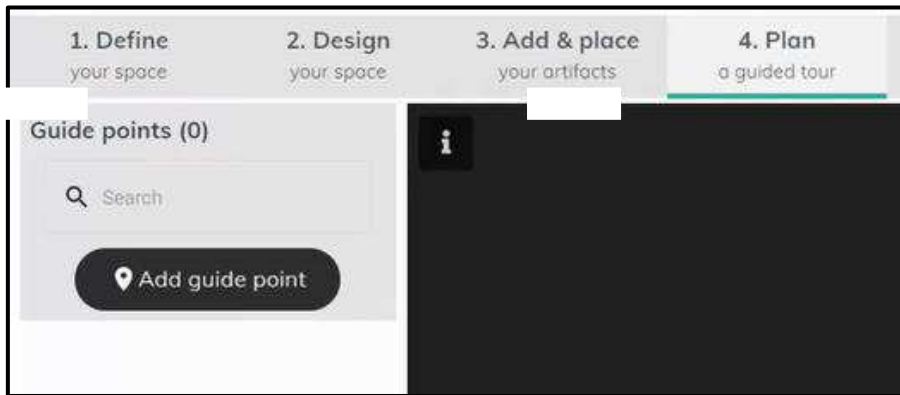 1. Define
your space
2. Design
your space
3. Add & place
your artifacts
4. Plan
a guided tour
Guide points (0)
i
Search
Add guide point